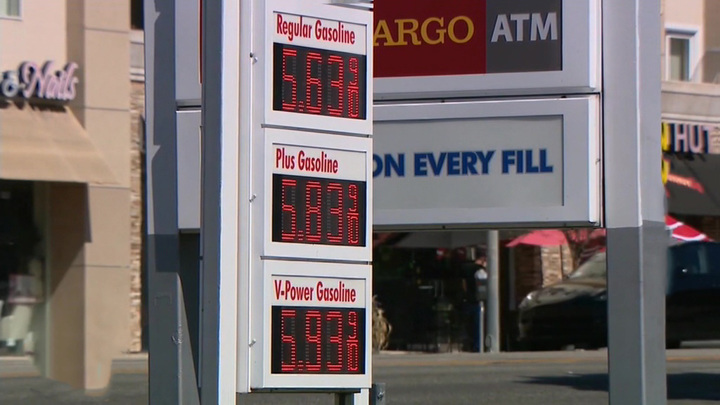 Regular Gasoline
5.63 9/10
Plus Gasoline
5.83 9/10
V-Power Gasoline
5.93 9/10
ARGO ATM
ON EVERY FILL
& Nails
HUT